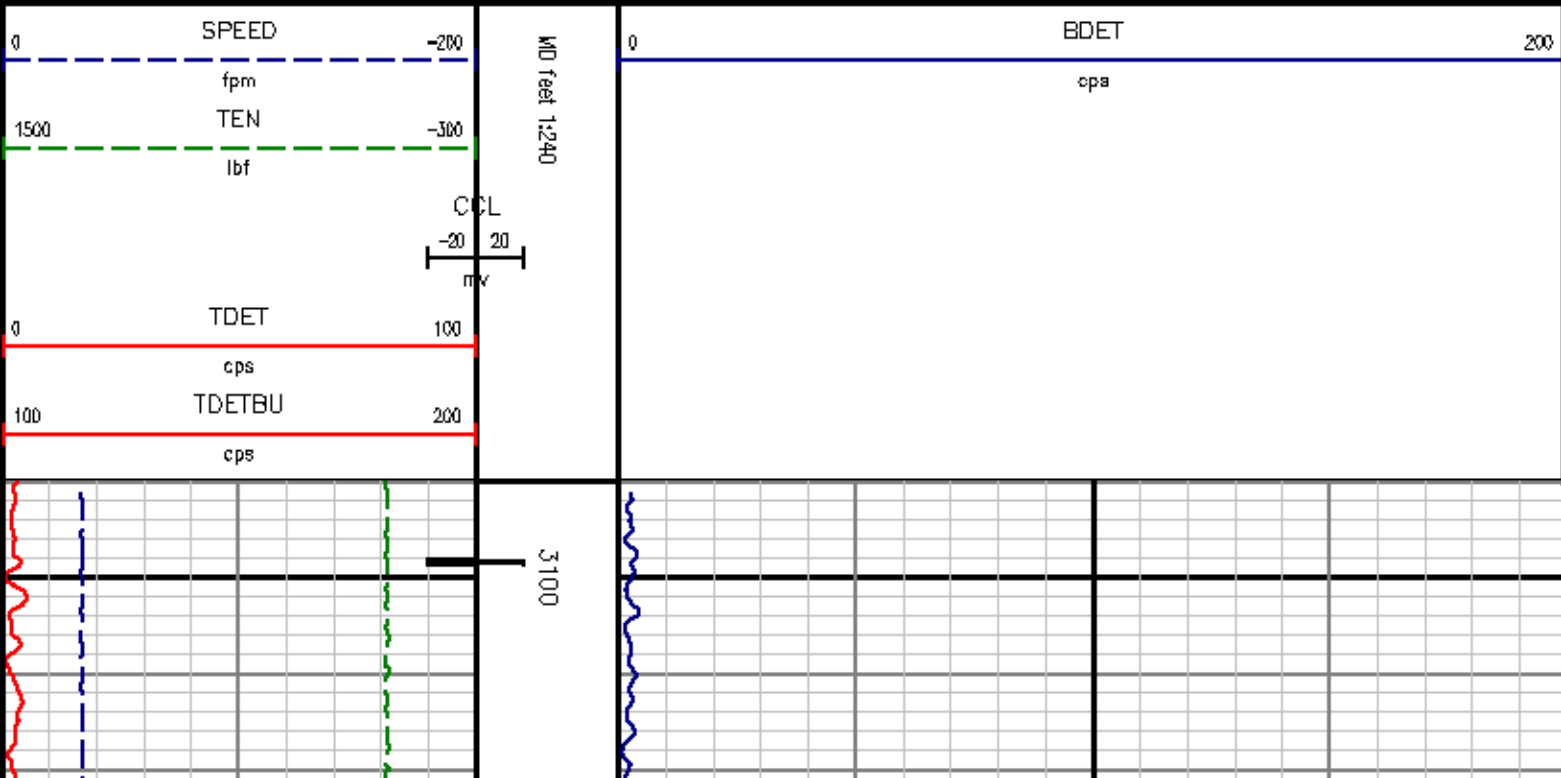 SPEED
0 -200
fpm
TEN
1500 -300
lbf
CCL
-20 20
mv
TDET
0 100
cps
TDETBU
100 200
cps
MD feet 1:240
BDET
0 200
cps
3100